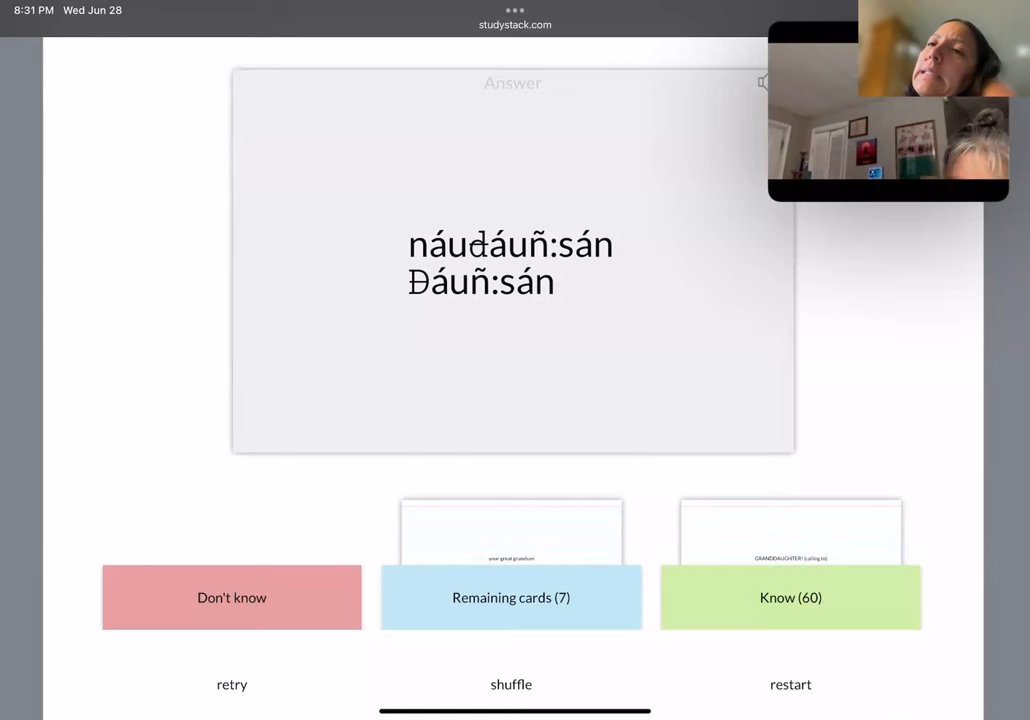 8:31 PM Wed Jun 28
studystack.com
Answer
náuđáuñ:sán
Đáuñ:sán
your great grandson
GRANDDAUGHTER! (calling to)
Don't know
Remaining cards (7)
Know (60)
retry
shuffle
restart